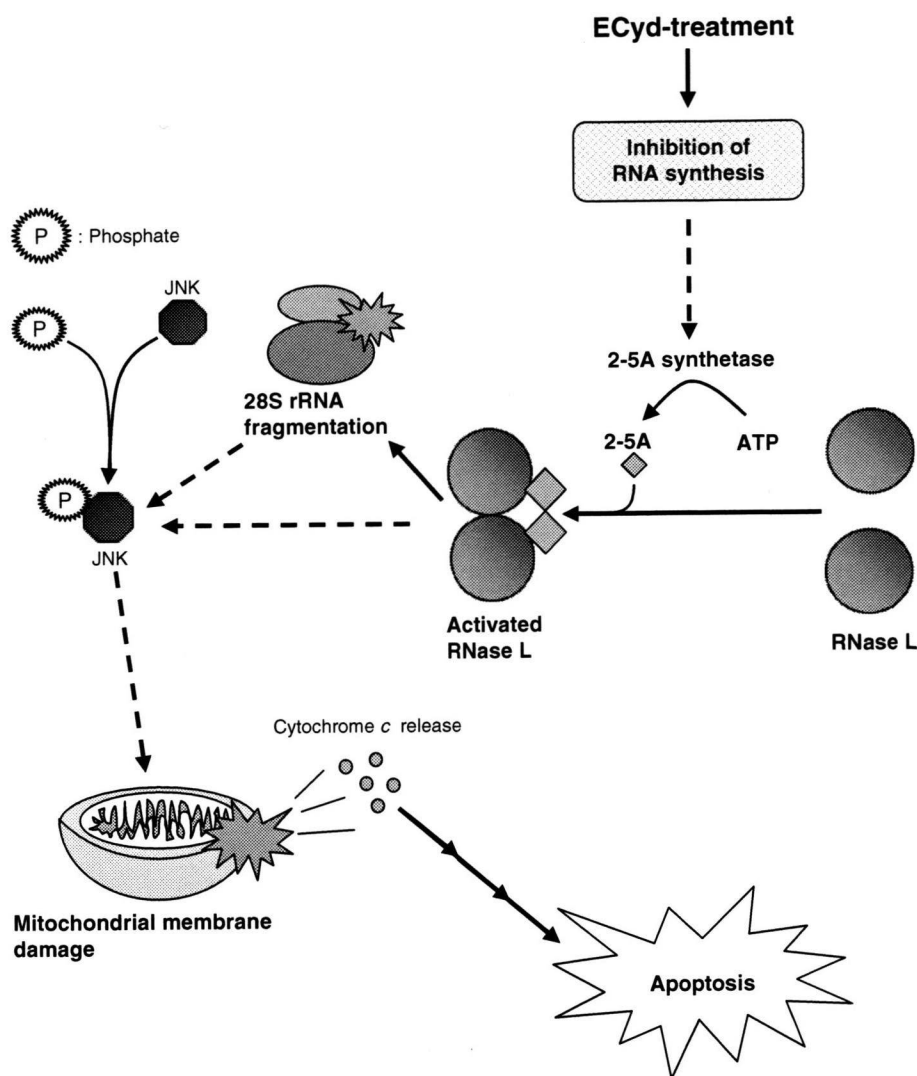 ECyd-treatment
Inhibition of
RNA synthesis
P : Phosphate
JNK
P
2-5A synthetase
28S rRNA
fragmentation
2-5A
ATP
P
JNK
Activated
RNase L
RNase L
Cytochrome c release
Mitochondrial membrane
damage
Apoptosis